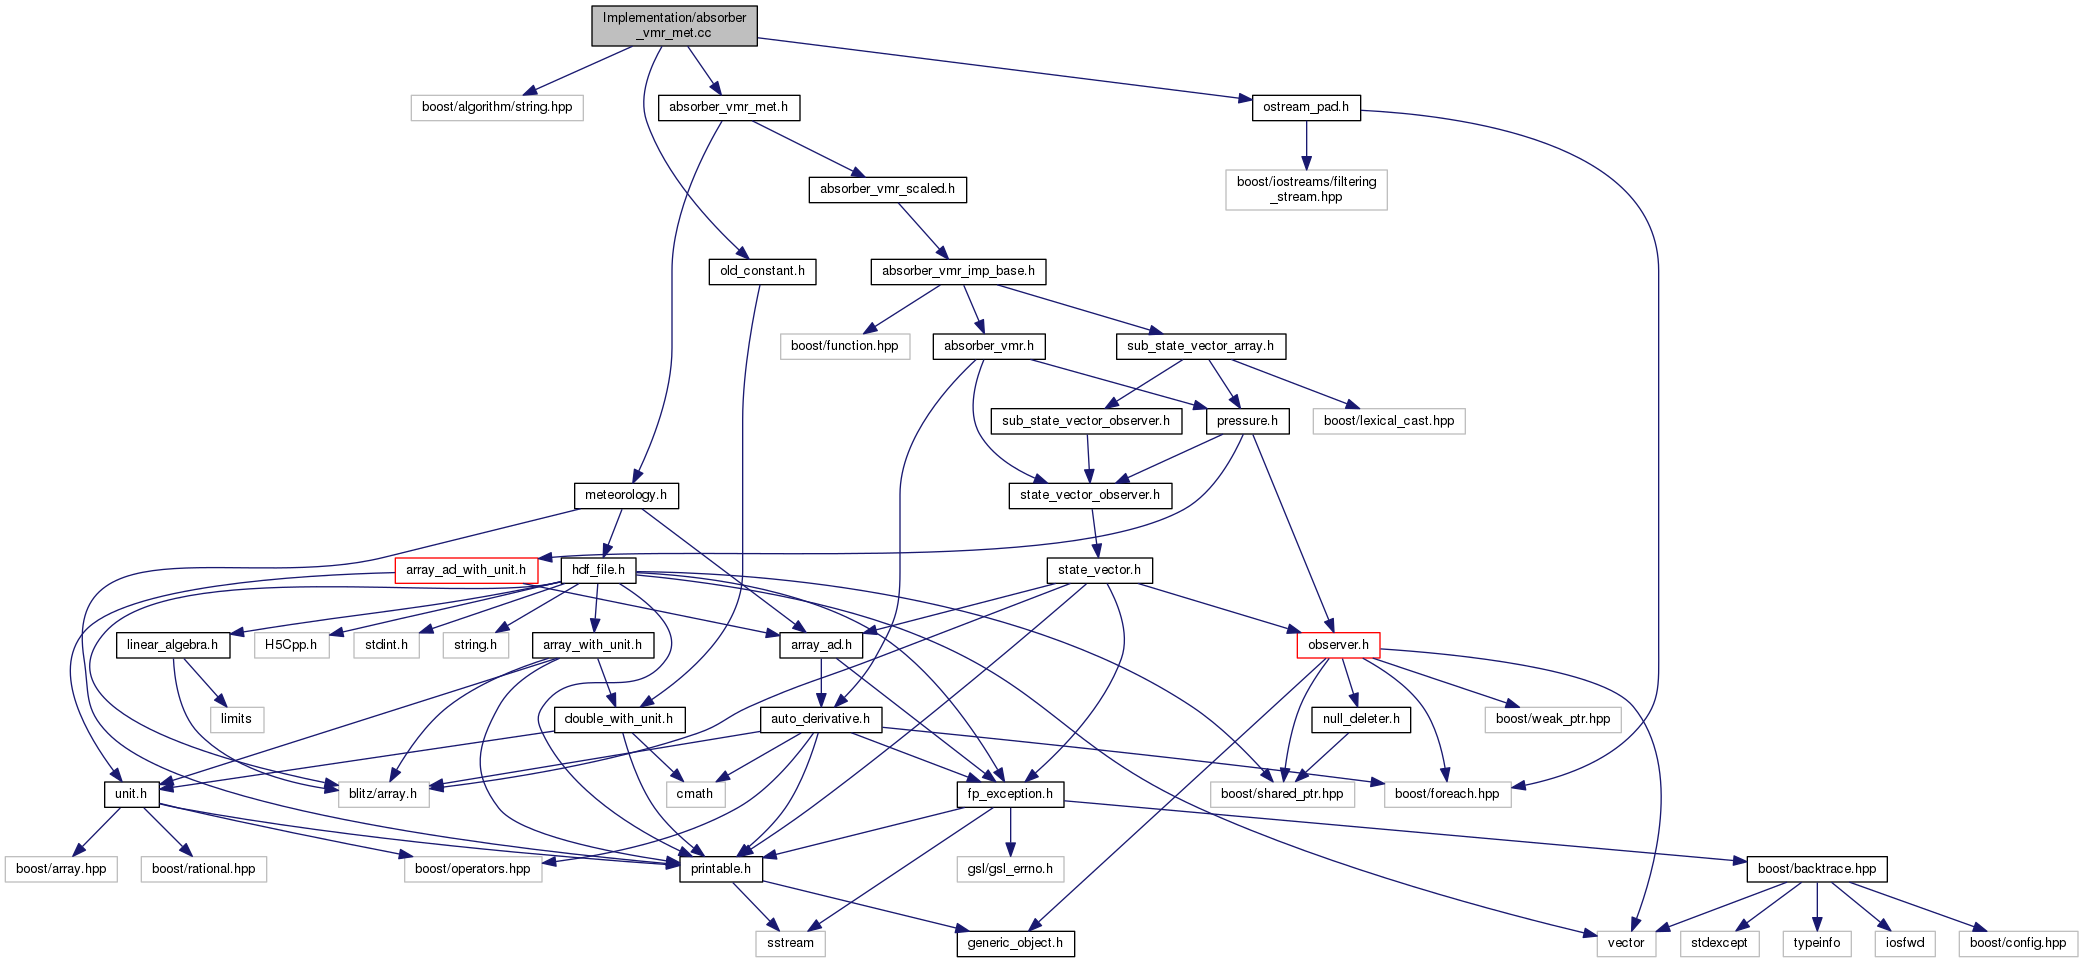 Implementation/absorber
_vmr_met.cc
boost/algorithm/string.hpp
absorber_vmr_met.h
ostream_pad.h
absorber_vmr_scaled.h
boost/iostreams/filtering
_stream.hpp
old_constant.h
absorber_vmr_imp_base.h
boost/function.hpp
absorber_vmr.h
sub_state_vector_array.h
sub_state_vector_observer.h
pressure.h
boost/lexical_cast.hpp
meteorology.h
state_vector_observer.h
array_ad_with_unit.h
hdf_file.h
state_vector.h
linear_algebra.h
H5Cpp.h
stdint.h
string.h
array_with_unit.h
array_ad.h
observer.h
limits
double_with_unit.h
auto_derivative.h
null_deleter.h
boost/weak_ptr.hpp
unit.h
blitz/array.h
cmath
fp_exception.h
boost/shared_ptr.hpp
boost/foreach.hpp
boost/array.hpp
boost/rational.hpp
boost/operators.hpp
printable.h
gsl/gsl_errno.h
boost/backtrace.hpp
sstream
generic_object.h
vector
stdexcept
typeinfo
iosfwd
boost/config.hpp